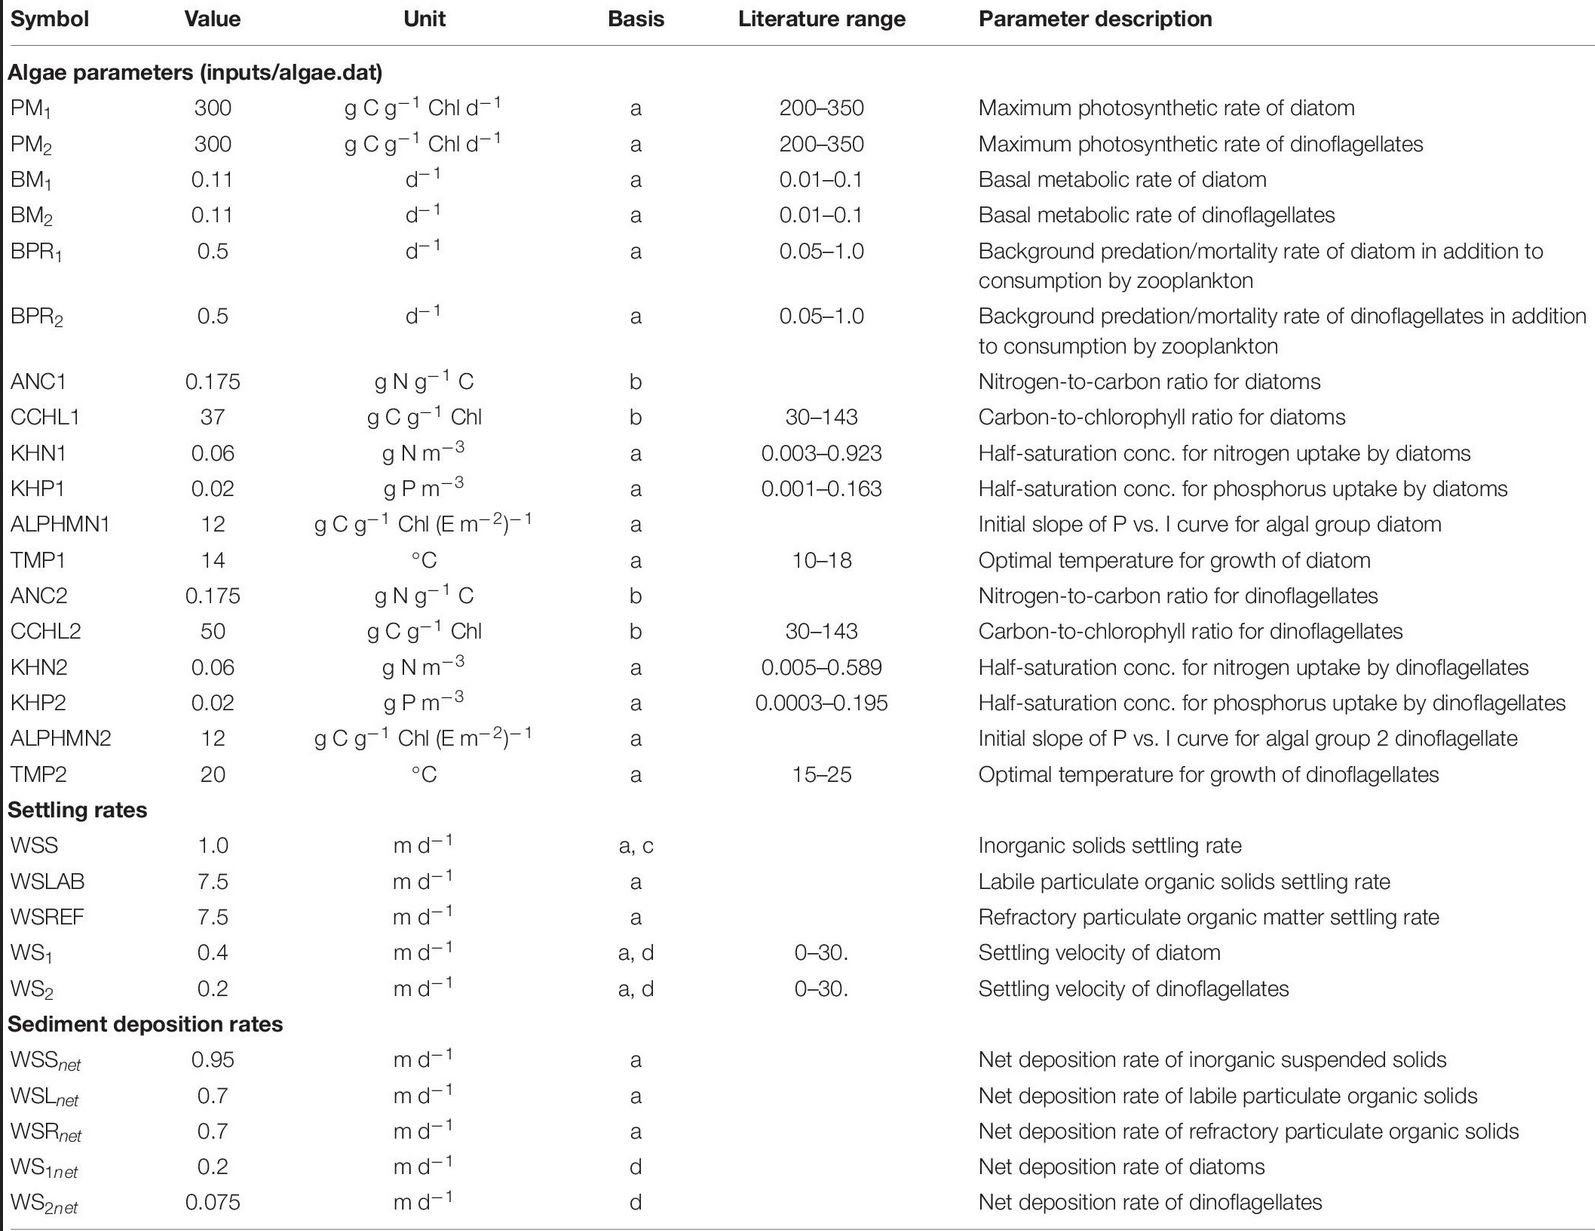 Symbol Value Unit Basis Literature range Parameter description
Algae parameters (inputs/algae.dat)
PM1 300 g C g−1 Chl d−1 a 200–350 Maximum photosynthetic rate of diatom
PM2 300 g C g−1 Chl d−1 a 200–350 Maximum photosynthetic rate of dinoflagellates
BM1 0.11 d−1 a 0.01–0.1 Basal metabolic rate of diatom
BM2 0.11 d−1 a 0.01–0.1 Basal metabolic rate of dinoflagellates
BPR1 0.5 d−1 a 0.05–1.0 Background predation/mortality rate of diatom in addition to
consumption by zooplankton
BPR2 0.5 d−1 a 0.05–1.0 Background predation/mortality rate of dinoflagellates in addition
to consumption by zooplankton
ANC1 0.175 g N g−1 C b Nitrogen-to-carbon ratio for diatoms
CCHL1 37 g C g−1 Chl b 30–143 Carbon-to-chlorophyll ratio for diatoms
KHN1 0.06 g N m−3 a 0.003–0.923 Half-saturation conc. for nitrogen uptake by diatoms
KHP1 0.02 g P m−3 a 0.001–0.163 Half-saturation conc. for phosphorus uptake by diatoms
ALPHMN1 12 g C g−1 Chl (E m−2)−1 a Initial slope of P vs. I curve for algal group diatom
TMP1 14 °C a 10–18 Optimal temperature for growth of diatom
ANC2 0.175 g N g−1 C b Nitrogen-to-carbon ratio for dinoflagellates
CCHL2 50 g C g−1 Chl b 30–143 Carbon-to-chlorophyll ratio for dinoflagellates
KHN2 0.06 g N m−3 a 0.005–0.589 Half-saturation conc. for nitrogen uptake by dinoflagellates
KHP2 0.02 g P m−3 a 0.0003–0.195 Half-saturation conc. for phosphorus uptake by dinoflagellates
ALPHMN2 12 g C g−1 Chl (E m−2)−1 a Initial slope of P vs. I curve for algal group 2 dinoflagellate
TMP2 20 °C a 15–25 Optimal temperature for growth of dinoflagellates
Settling rates
WSS 1.0 m d−1 a, c Inorganic solids settling rate
WSLAB 7.5 m d−1 a Labile particulate organic solids settling rate
WSREF 7.5 m d−1 a Refractory particulate organic matter settling rate
WS1 0.4 m d−1 a, d 0–30. Settling velocity of diatom
WS2 0.2 m d−1 a, d 0–30. Settling velocity of dinoflagellates
Sediment deposition rates
WSSnet 0.95 m d−1 a Net deposition rate of inorganic suspended solids
WSLnet 0.7 m d−1 a Net deposition rate of labile particulate organic solids
WSRnet 0.7 m d−1 a Net deposition rate of refractory particulate organic solids
WS1net 0.2 m d−1 d Net deposition rate of diatoms
WS2net 0.075 m d−1 d Net deposition rate of dinoflagellates